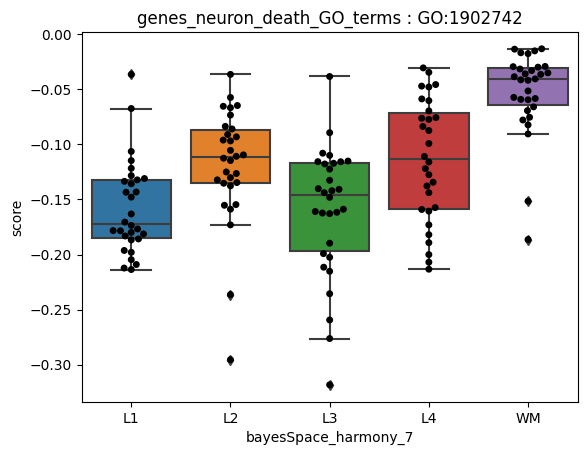 genes_neuron_death_GO_terms : GO:1902742
0.00
−0.05
−0.10
−0.15
−0.20
−0.25
−0.30
score
L1 L2 L3 L4 WM
bayesSpace_harmony_7